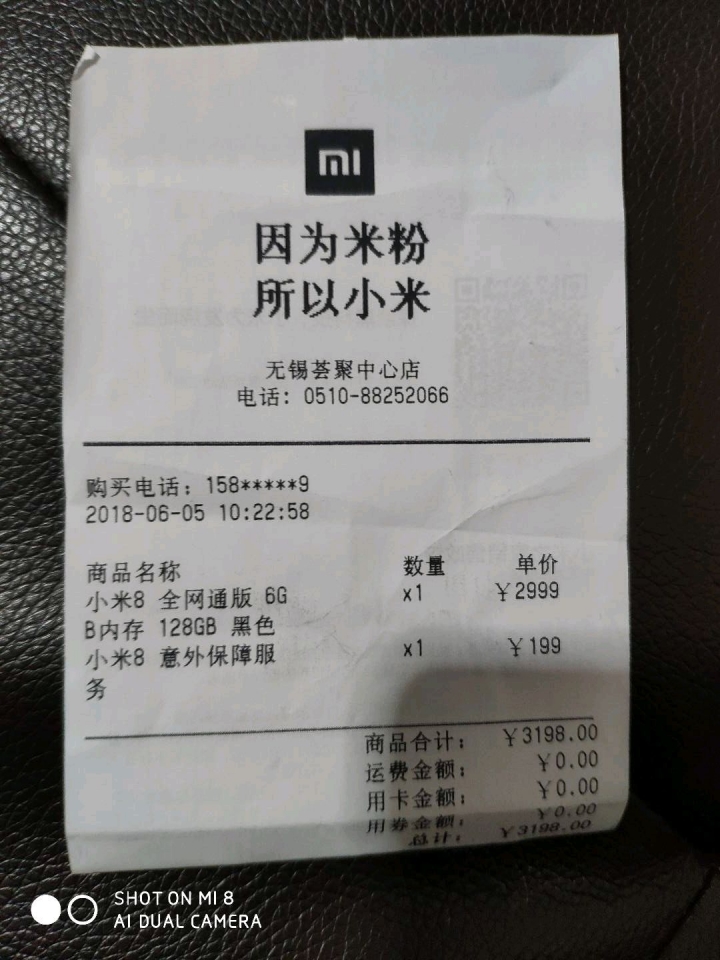 mi
因为米粉
所以小米
无锡荟聚中心店
电话: 0510-88252066
购买电话: 158*****9
2018-06-05 10:22:58
商品名称 数量 单价
小米8 全网通版 6G x1 ¥2999
B内存 128GB 黑色
小米8 意外保障服 x1 ¥199
务
商品合计: ¥3198.00
运费金额: ¥0.00
用卡金额: ¥0.00
用券金额: ¥0.00
总计: ¥3198.00
SHOT ON MI 8
AI DUAL CAMERA